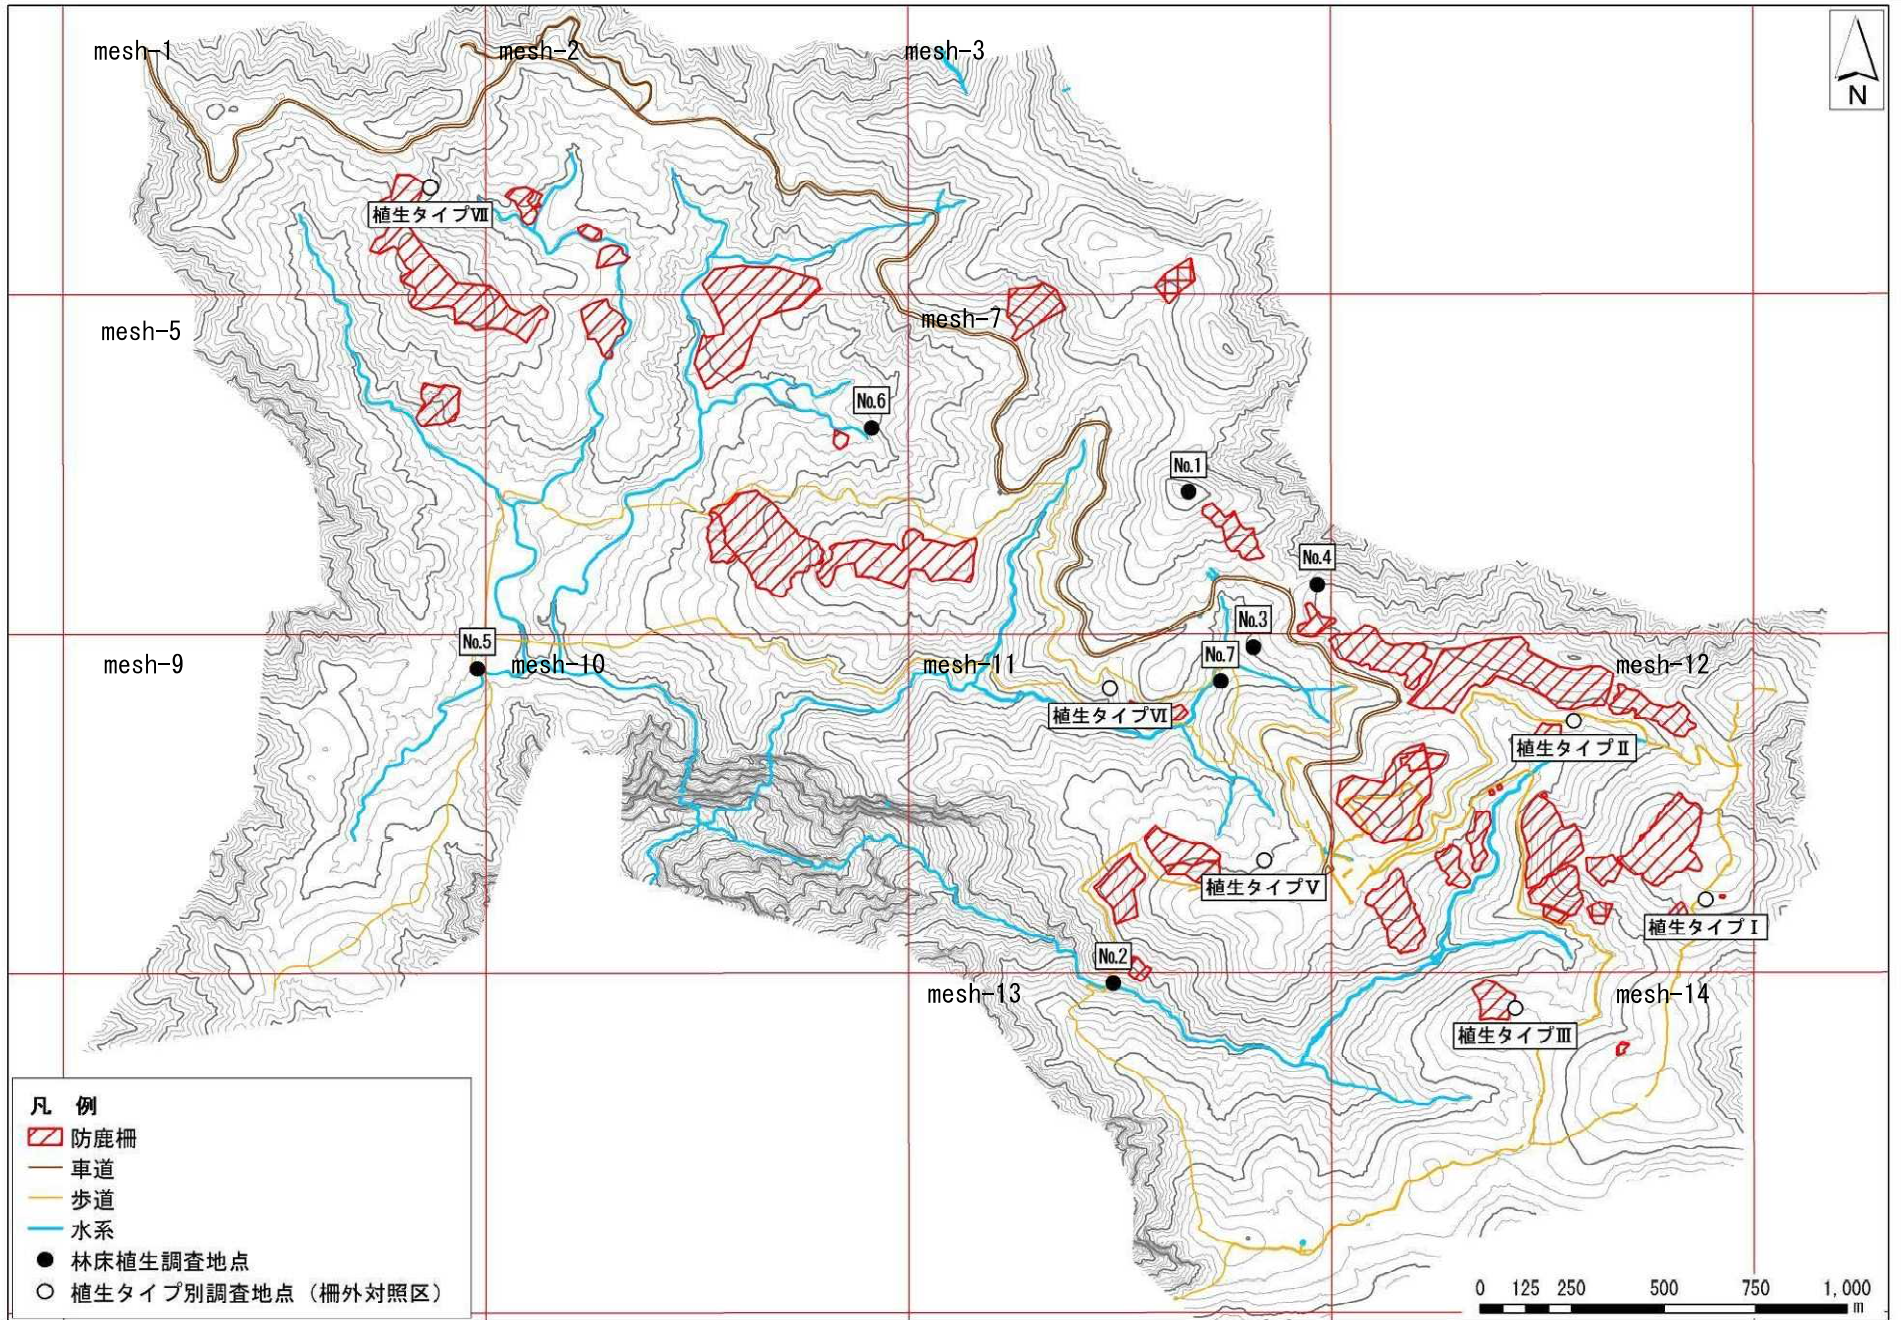 mesh-1
mesh-2
mesh-3
N
植生タイプⅦ
mesh-5
mesh-7
No.6
No.1
No.4
No.3
No.5
No.7
mesh-9
mesh-10
mesh-11
mesh-12
植生タイプⅥ
植生タイプⅡ
植生タイプⅤ
植生タイプⅠ
No.2
mesh-13
mesh-14
植生タイプⅢ
凡 例
防鹿柵
車道
歩道
水系
林床植生調査地点
植生タイプ別調査地点（柵外対照区）
0 125 250 500 750 1,000
m